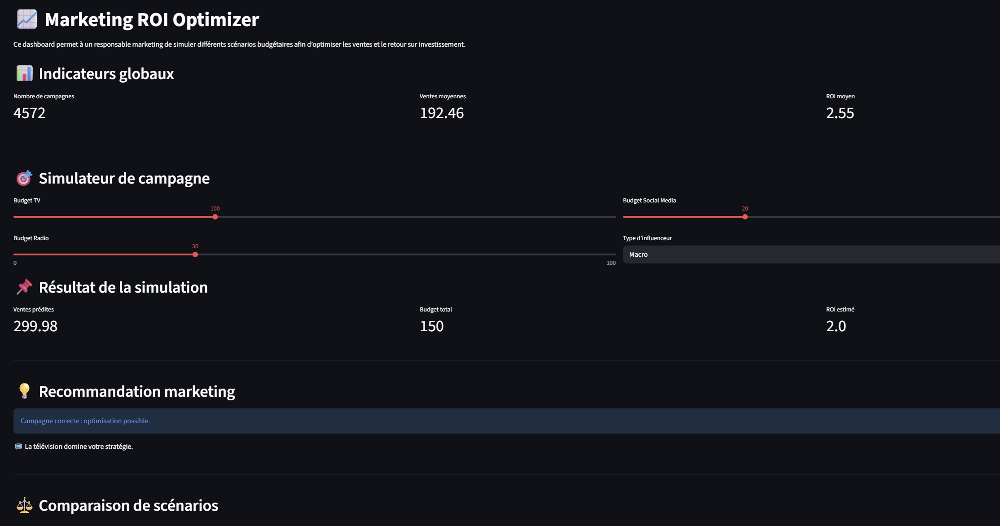 Marketing ROI Optimizer
Ce dashboard permet à un responsable marketing de simuler différents scénarios budgétaires afin d’optimiser les ventes et le retour sur investissement.
Indicateurs globaux
Nombre de campagnes
4572
Ventes moyennes
192.46
ROI moyen
2.55
Simulateur de campagne
Budget TV
100
Budget Social Media
20
Budget Radio
30
0
100
Type d’influenceur
Macro
Résultat de la simulation
Ventes prédites
299.98
Budget total
150
ROI estimé
2.0
Recommandation marketing
Campagne correcte : optimisation possible.
La télévision domine votre stratégie.
Comparaison de scénarios